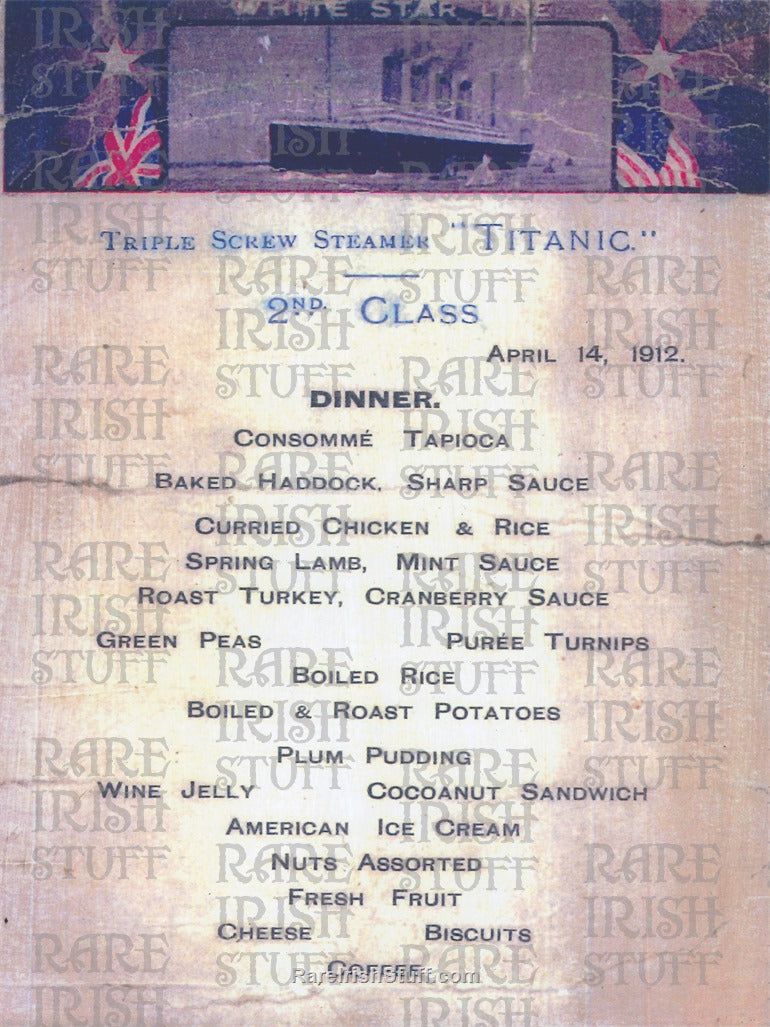 WHITE STAR LINE
TRIPLE SCREW STEAMER "TITANIC."
2ND. CLASS
APRIL 14, 1912.
DINNER.
CONSOMMÉ TAPIOCA
BAKED HADDOCK, SHARP SAUCE
CURRIED CHICKEN & RICE
SPRING LAMB, MINT SAUCE
ROAST TURKEY, CRANBERRY SAUCE
GREEN PEAS PURÉE TURNIPS
BOILED RICE
BOILED & ROAST POTATOES
PLUM PUDDING
WINE JELLY COCOANUT SANDWICH
AMERICAN ICE CREAM
NUTS ASSORTED
FRESH FRUIT
CHEESE BISCUITS
COFFEE
RareIrishStuff.com
RARE IRISH STUFF